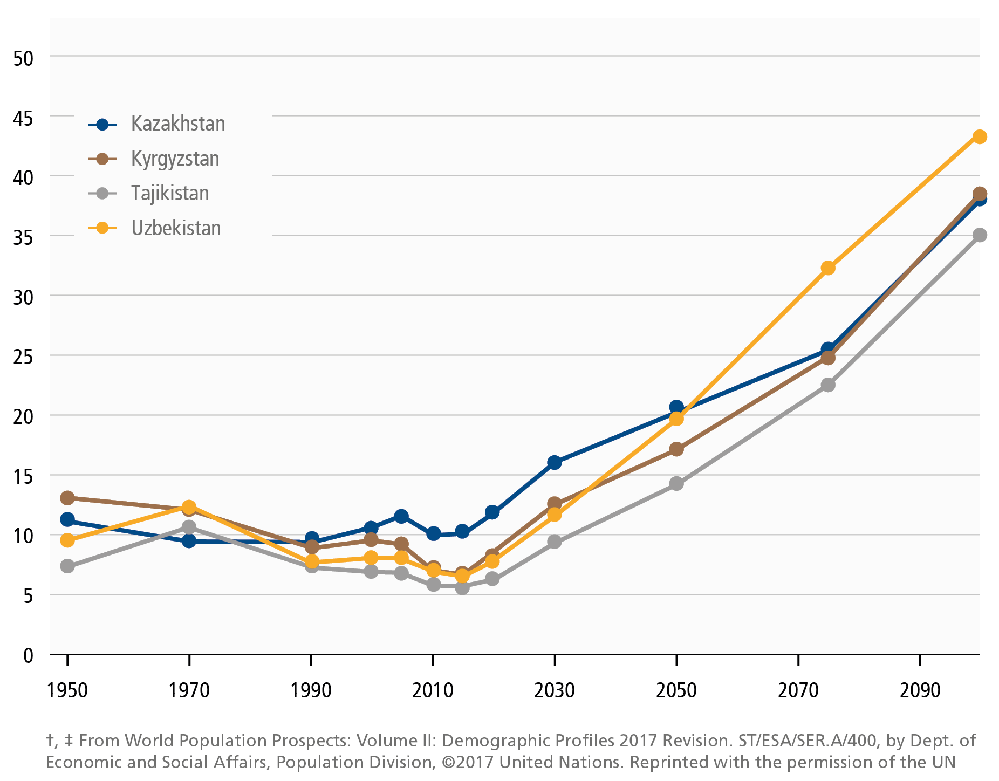 50
45
Kazakhstan
Kyrgyzstan
40
Tajikistan
Uzbekistan
35
30
25
20
15
10
5
0
1950 1970 1990 2010 2030 2050 2070 2090
†, ‡ From World Population Prospects: Volume II: Demographic Profiles 2017 Revision. ST/ESA/SER.A/400, by Dept. of
Economic and Social Affairs, Population Division, ©2017 United Nations. Reprinted with the permission of the UN